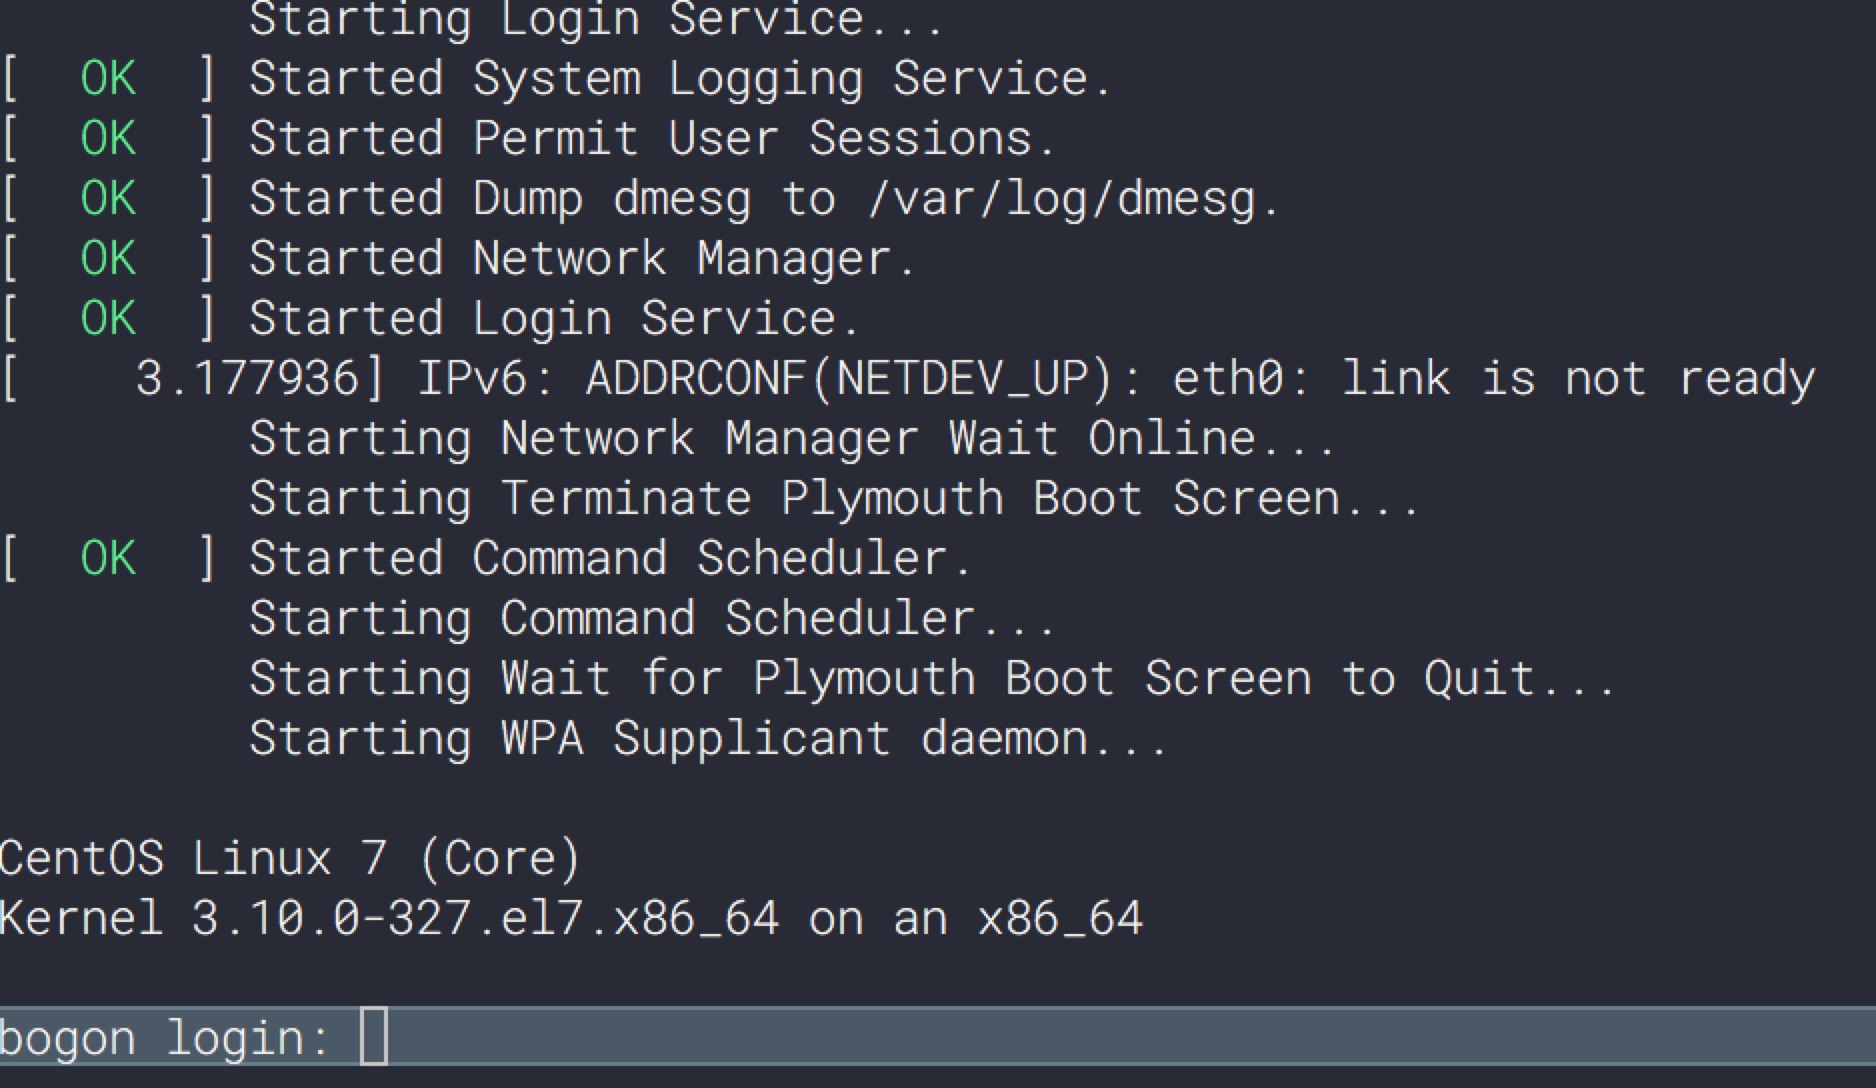 Starting Login Service...
[  OK  ] Started System Logging Service.
[  OK  ] Started Permit User Sessions.
[  OK  ] Started Dump dmesg to /var/log/dmesg.
[  OK  ] Started Network Manager.
[  OK  ] Started Login Service.
[    3.177936] IPv6: ADDRCONF(NETDEV_UP): eth0: link is not ready
Starting Network Manager Wait Online...
Starting Terminate Plymouth Boot Screen...
[  OK  ] Started Command Scheduler.
Starting Command Scheduler...
Starting Wait for Plymouth Boot Screen to Quit...
Starting WPA Supplicant daemon...
CentOS Linux 7 (Core)
Kernel 3.10.0-327.el7.x86_64 on an x86_64
bogon login: